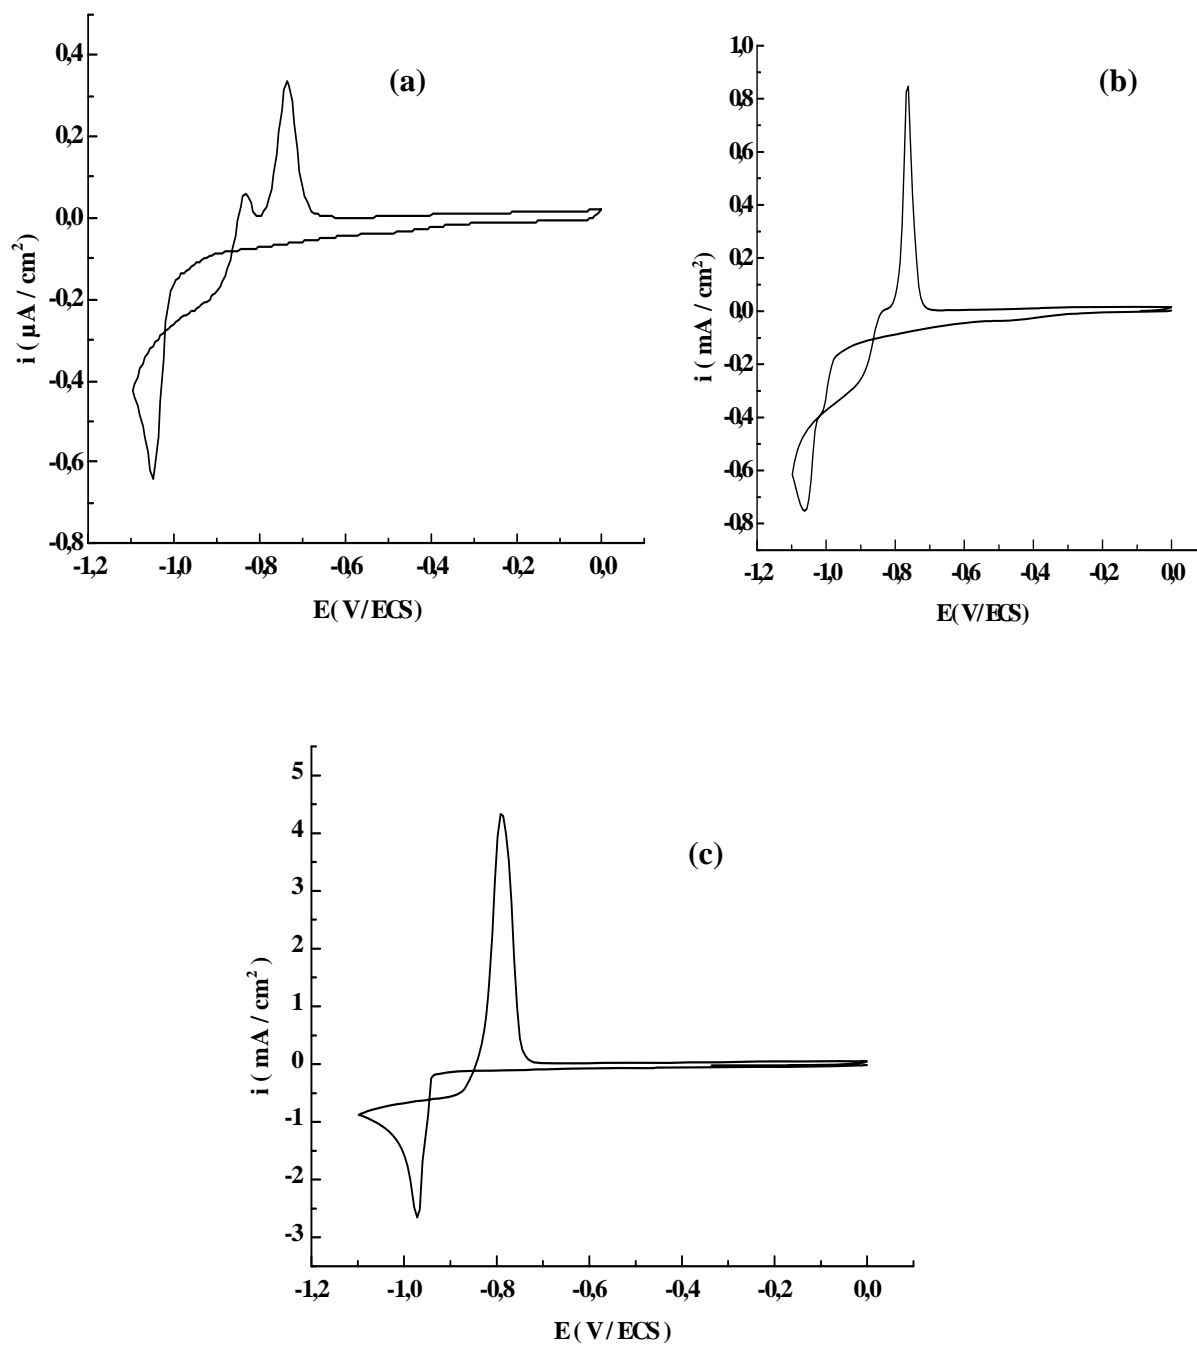 (a)
0,4
0,2
0,0
-0,2
-0,4
-0,6
-0,8
i ( µA / cm²)
-1,2 -1,0 -0,8 -0,6 -0,4 -0,2 0,0
E( V/ ECS)
(b)
1,0
0,8
0,6
0,4
0,2
0,0
-0,2
-0,4
-0,6
-0,8
i ( mA / cm²)
-1,2 -1,0 -0,8 -0,6 -0,4 -0,2 0,0
E( V/ECS)
(c)
5
4
3
2
1
0
-1
-2
-3
i ( mA / cm² )
-1,2 -1,0 -0,8 -0,6 -0,4 -0,2 0,0
E ( V / ECS)